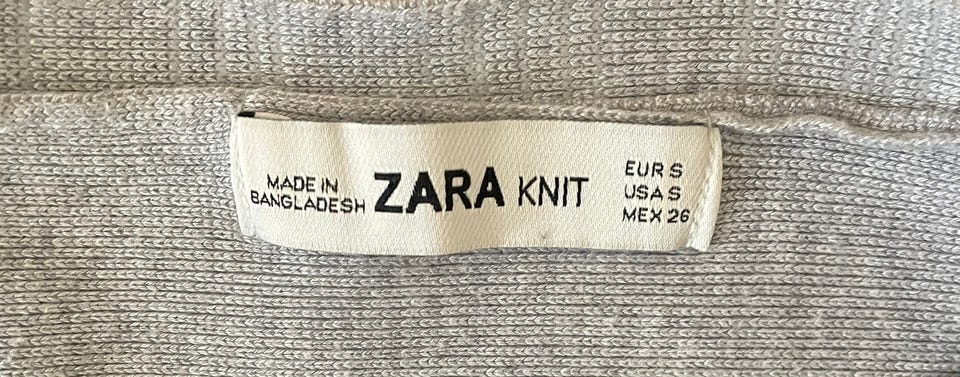 MADE IN
BANGLADESH
ZARA KNIT
EUR S
USA S
MEX 26